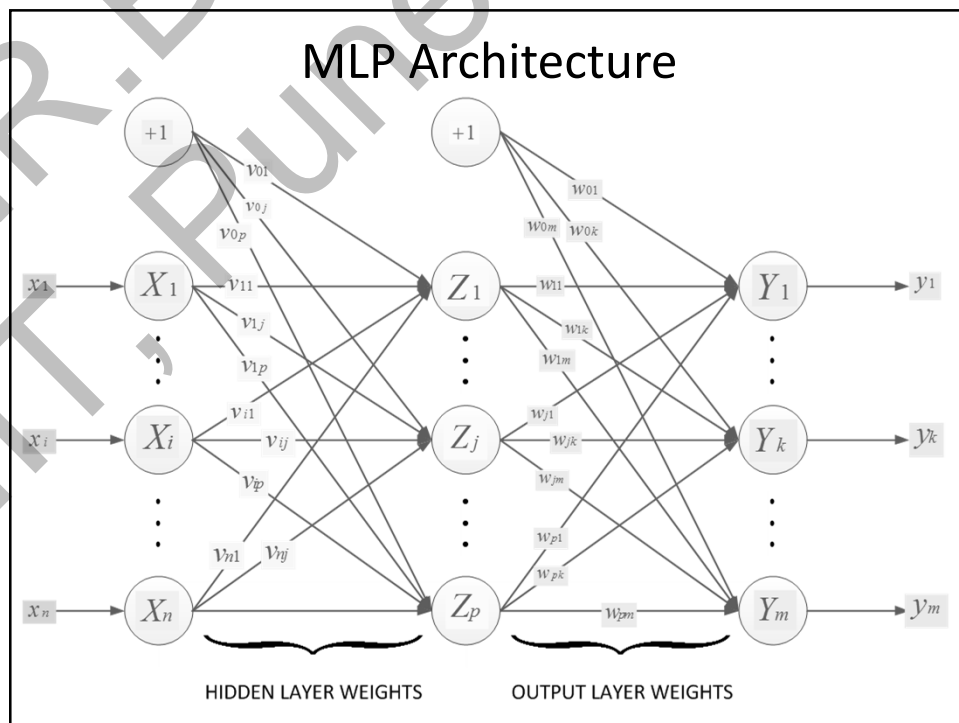 MLP Architecture
+1 +1
v01 w01
v0j
v0p w0m w0k
x1 X1 v11 Z1 w11 Y1 y1
v1j w1k
v1p w1m
vi1 wj1
xi Xi vij Zj wjk Yk yk
vip wjm
vn1 vnj wp1
wpk
xn Xn Zp wpm Ym ym
HIDDEN LAYER WEIGHTS OUTPUT LAYER WEIGHTS
R.B
T, Pune